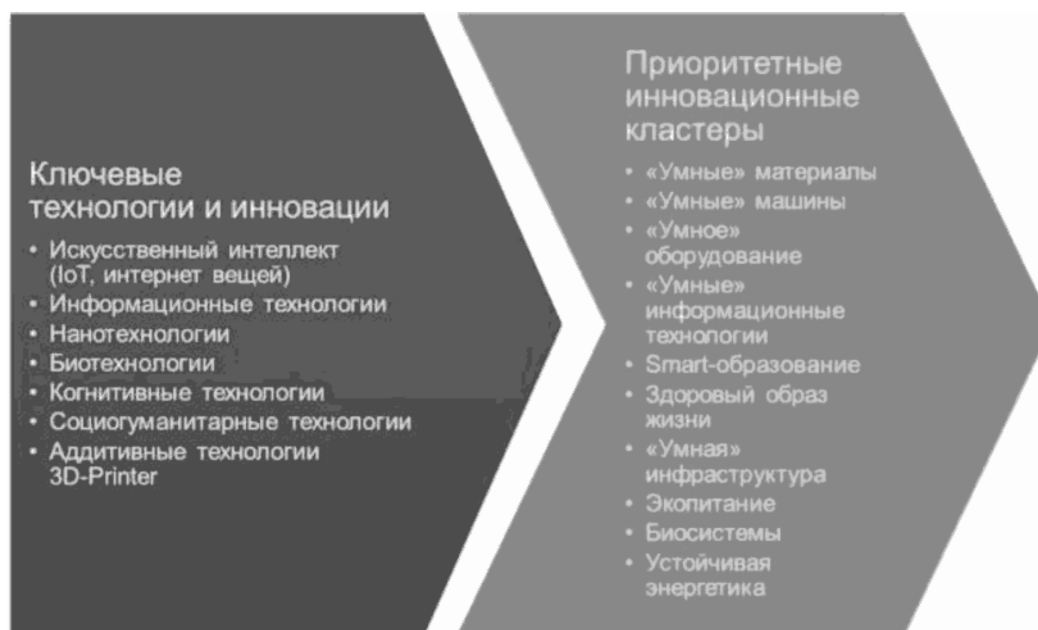 Ключевые
технологии и инновации
• Искусственный интеллект
(IoT, интернет вещей)
• Информационные технологии
• Нанотехнологии
• Биотехнологии
• Когнитивные технологии
• Социогуманитарные технологии
• Аддитивные технологии
3D-Printer
Приоритетные
инновационные
кластеры
• «Умные» материалы
• «Умные» машины
• «Умное»
оборудование
• «Умные»
информационные
технологии
• Smart-образование
• Здоровый образ
жизни
• «Умная»
инфраструктура
• Экопитание
• Биосистемы
• Устойчивая
энергетика